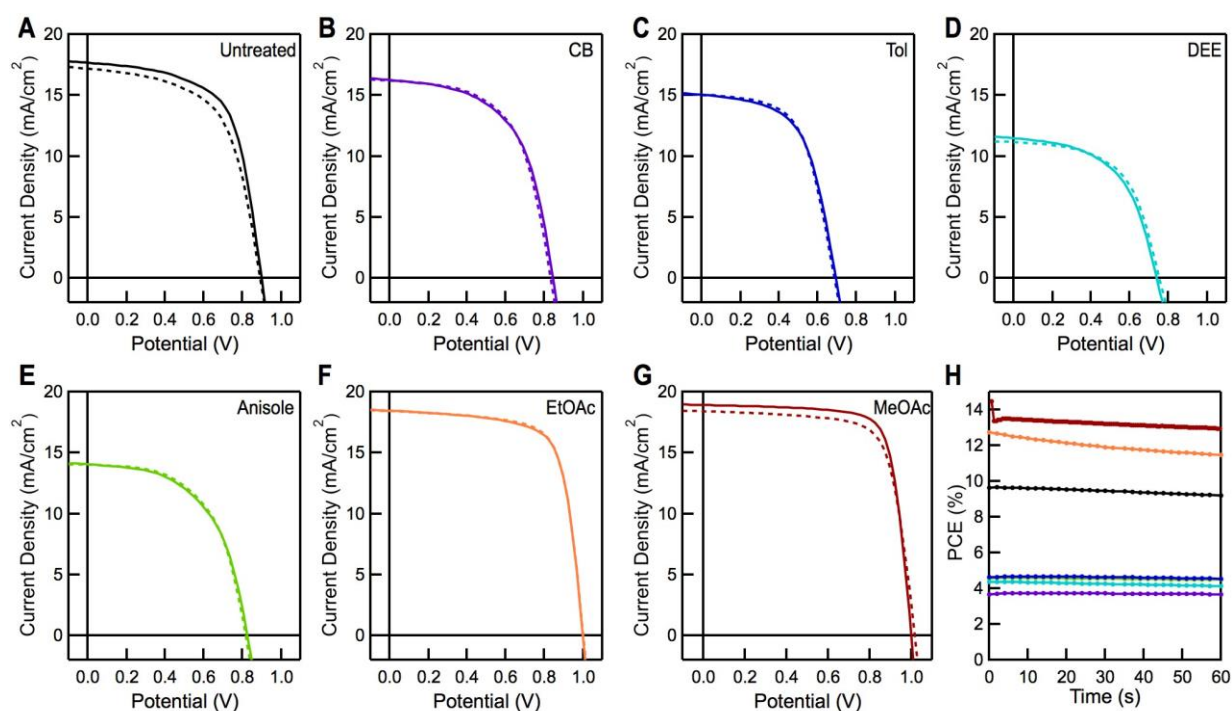 A
Untreated
Current Density (mA/cm²)
20
15
10
5
0
0.0 0.2 0.4 0.6 0.8 1.0
Potential (V)
B
CB
Current Density (mA/cm²)
20
15
10
5
0
0.0 0.2 0.4 0.6 0.8 1.0
Potential (V)
C
Tol
Current Density (mA/cm²)
20
15
10
5
0
0.0 0.2 0.4 0.6 0.8 1.0
Potential (V)
D
DEE
Current Density (mA/cm²)
20
15
10
5
0
0.0 0.2 0.4 0.6 0.8 1.0
Potential (V)
E
Anisole
Current Density (mA/cm²)
20
15
10
5
0
0.0 0.2 0.4 0.6 0.8 1.0
Potential (V)
F
EtOAc
Current Density (mA/cm²)
20
15
10
5
0
0.0 0.2 0.4 0.6 0.8 1.0
Potential (V)
G
MeOAc
Current Density (mA/cm²)
20
15
10
5
0
0.0 0.2 0.4 0.6 0.8 1.0
Potential (V)
H
PCE (%)
14
12
10
8
6
4
2
0
0 10 20 30 40 50 60
Time (s)